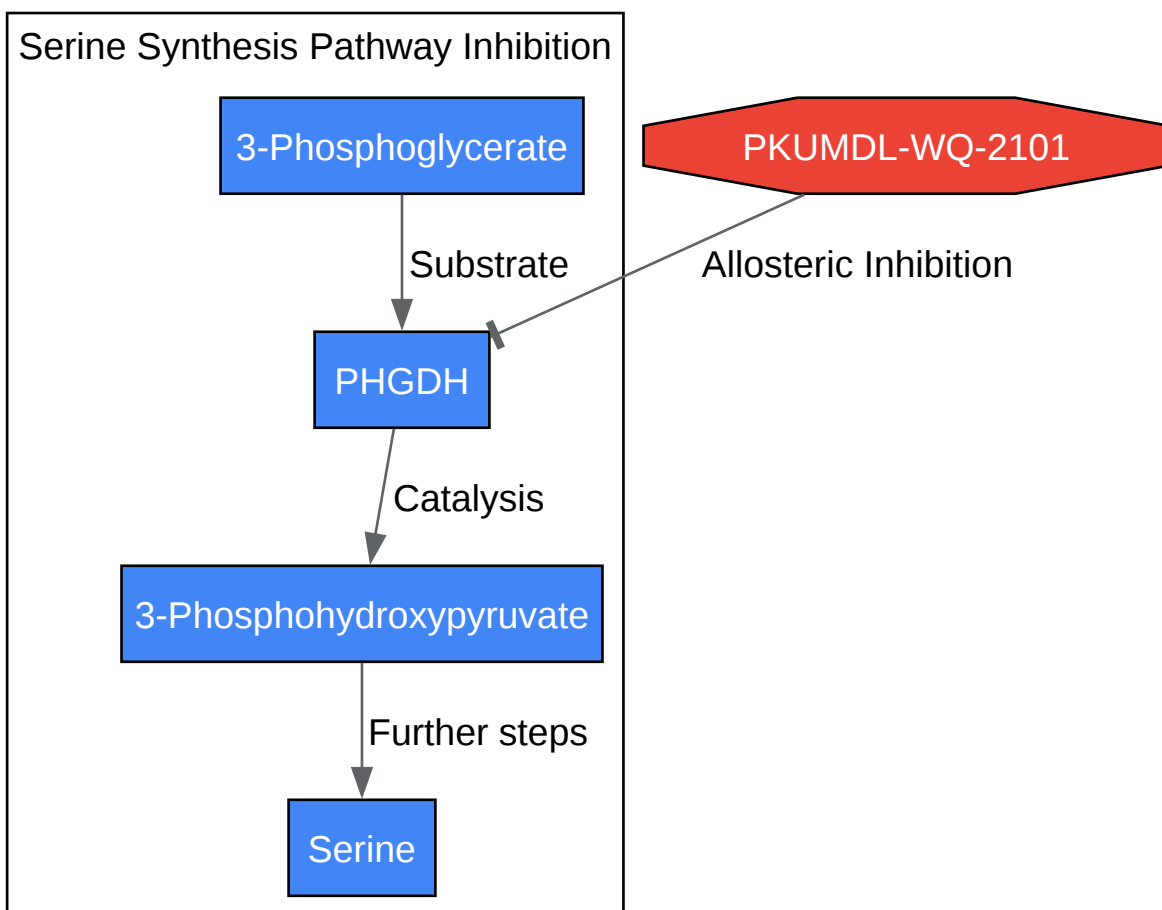 Serine Synthesis Pathway Inhibition
3-Phosphoglycerate
PKUMDL-WQ-2101
Substrate
Allosteric Inhibition
PHGDH
Catalysis
3-Phosphohydroxypyruvate
Further steps
Serine